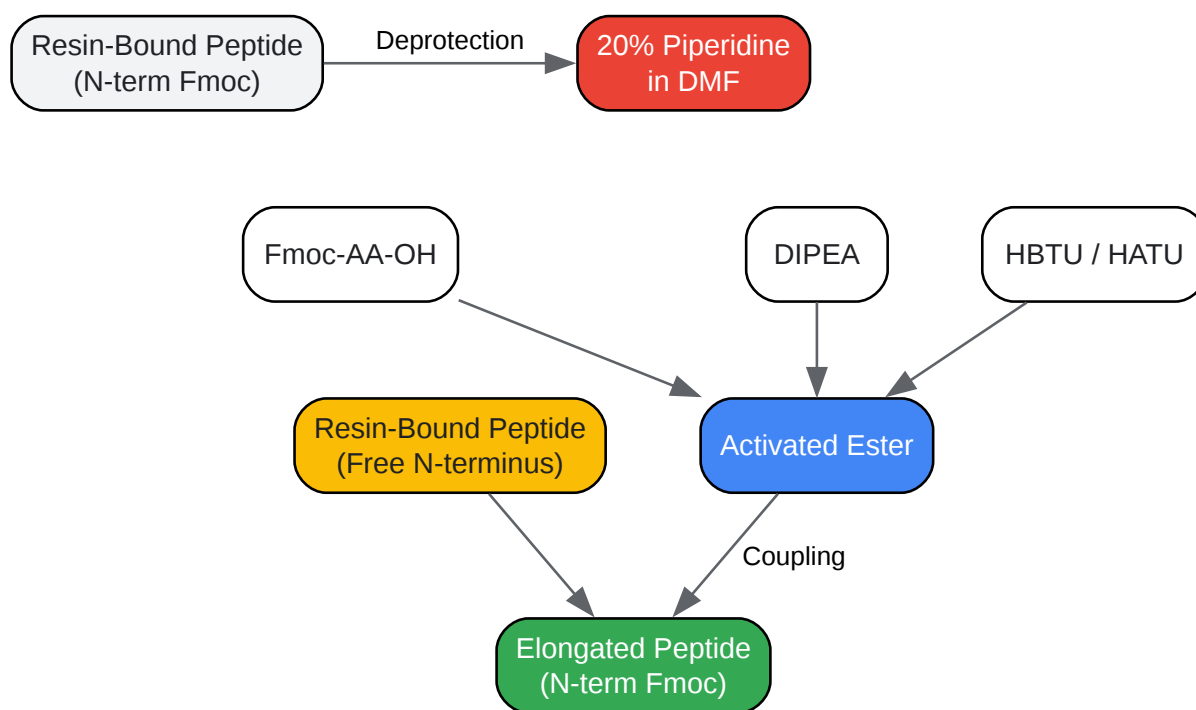 Resin-Bound Peptide
(N-term Fmoc)
Deprotection
20% Piperidine
in DMF
Fmoc-AA-OH
DIPEA
HBTU / HATU
Resin-Bound Peptide
(Free N-terminus)
Activated Ester
Coupling
Elongated Peptide
(N-term Fmoc)